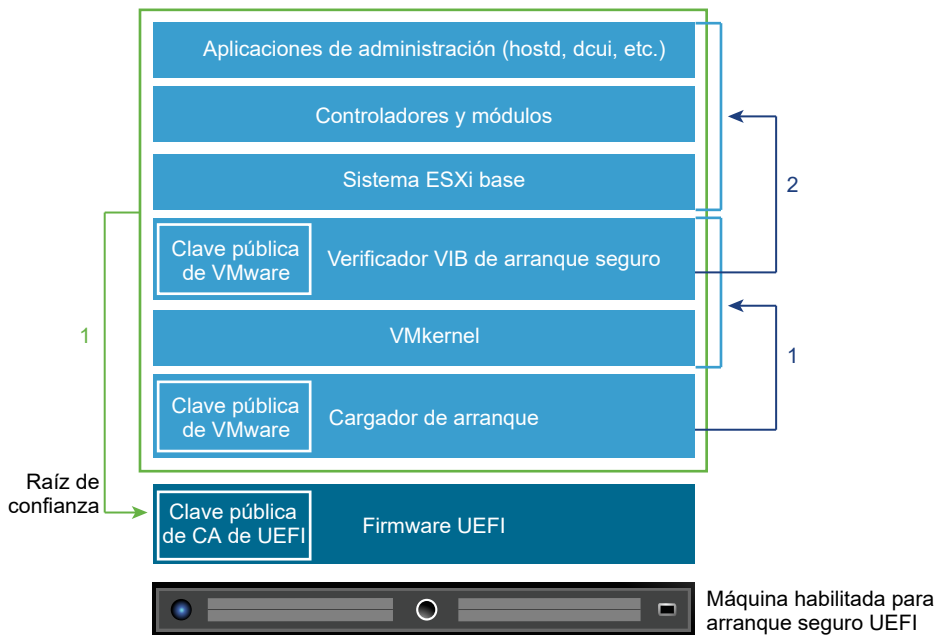 Aplicaciones de administración (hostd, dcui, etc.)
Controladores y módulos
Sistema ESXi base
2
Clave pública
de VMware
Verificador VIB de arranque seguro
1
VMkernel
1
Clave pública
de VMware
Cargador de arranque
Raíz de
confianza
Clave pública
de CA de UEFI
Firmware UEFI
Máquina habilitada para
arranque seguro UEFI